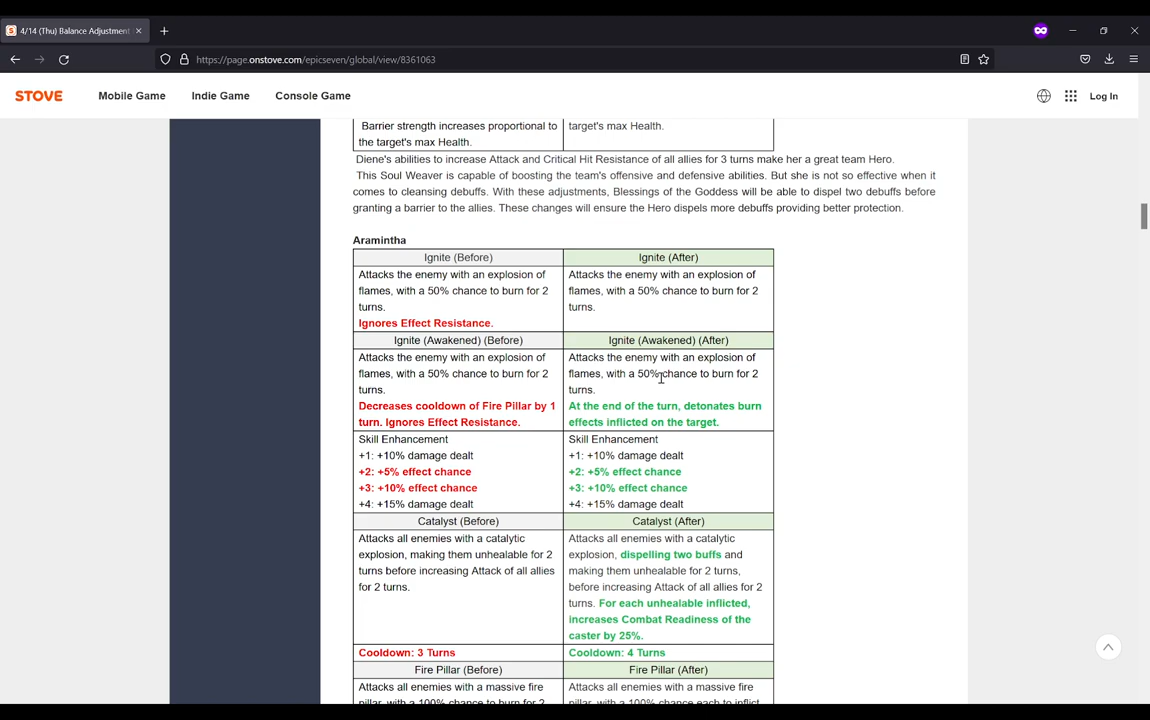 4/14 (Thu) Balance Adjustment
https://page.onstove.com/epicseven/global/view/8361063
STOVE
Mobile Game
Indie Game
Console Game
Log In
Barrier strength increases proportional to
the target's max Health.
target's max Health.
Diene's abilities to increase Attack and Critical Hit Resistance of all allies for 3 turns make her a great team Hero.
This Soul Weaver is capable of boosting the team's offensive and defensive abilities. But she is not so effective when it
comes to cleansing debuffs. With these adjustments, Blessings of the Goddess will be able to dispel two debuffs before
granting a barrier to the allies. These changes will ensure the Hero dispels more debuffs providing better protection.
Aramintha
Ignite (Before)
Ignite (After)
Attacks the enemy with an explosion of
flames, with a 50% chance to burn for 2
turns.
Ignores Effect Resistance.
Attacks the enemy with an explosion of
flames, with a 50% chance to burn for 2
turns.
Ignite (Awakened) (Before)
Ignite (Awakened) (After)
Attacks the enemy with an explosion of
flames, with a 50% chance to burn for 2
turns.
Decreases cooldown of Fire Pillar by 1
turn. Ignores Effect Resistance.
Attacks the enemy with an explosion of
flames, with a 50% chance to burn for 2
turns.
At the end of the turn, detonates burn
effects inflicted on the target.
Skill Enhancement
+1: +10% damage dealt
+2: +5% effect chance
+3: +10% effect chance
+4: +15% damage dealt
Skill Enhancement
+1: +10% damage dealt
+2: +5% effect chance
+3: +10% effect chance
+4: +15% damage dealt
Catalyst (Before)
Catalyst (After)
Attacks all enemies with a catalytic
explosion, making them unhealable for 2
turns before increasing Attack of all allies
for 2 turns.
Attacks all enemies with a catalytic
explosion, dispelling two buffs and
making them unhealable for 2 turns,
before increasing Attack of all allies for 2
turns. For each unhealable inflicted,
increases Combat Readiness of the
caster by 25%.
Cooldown: 3 Turns
Cooldown: 4 Turns
Fire Pillar (Before)
Fire Pillar (After)
Attacks all enemies with a massive fire
pillar, with a 100% chance to burn for 2
Attacks all enemies with a massive fire
pillar, with a 100% chance each to inflict